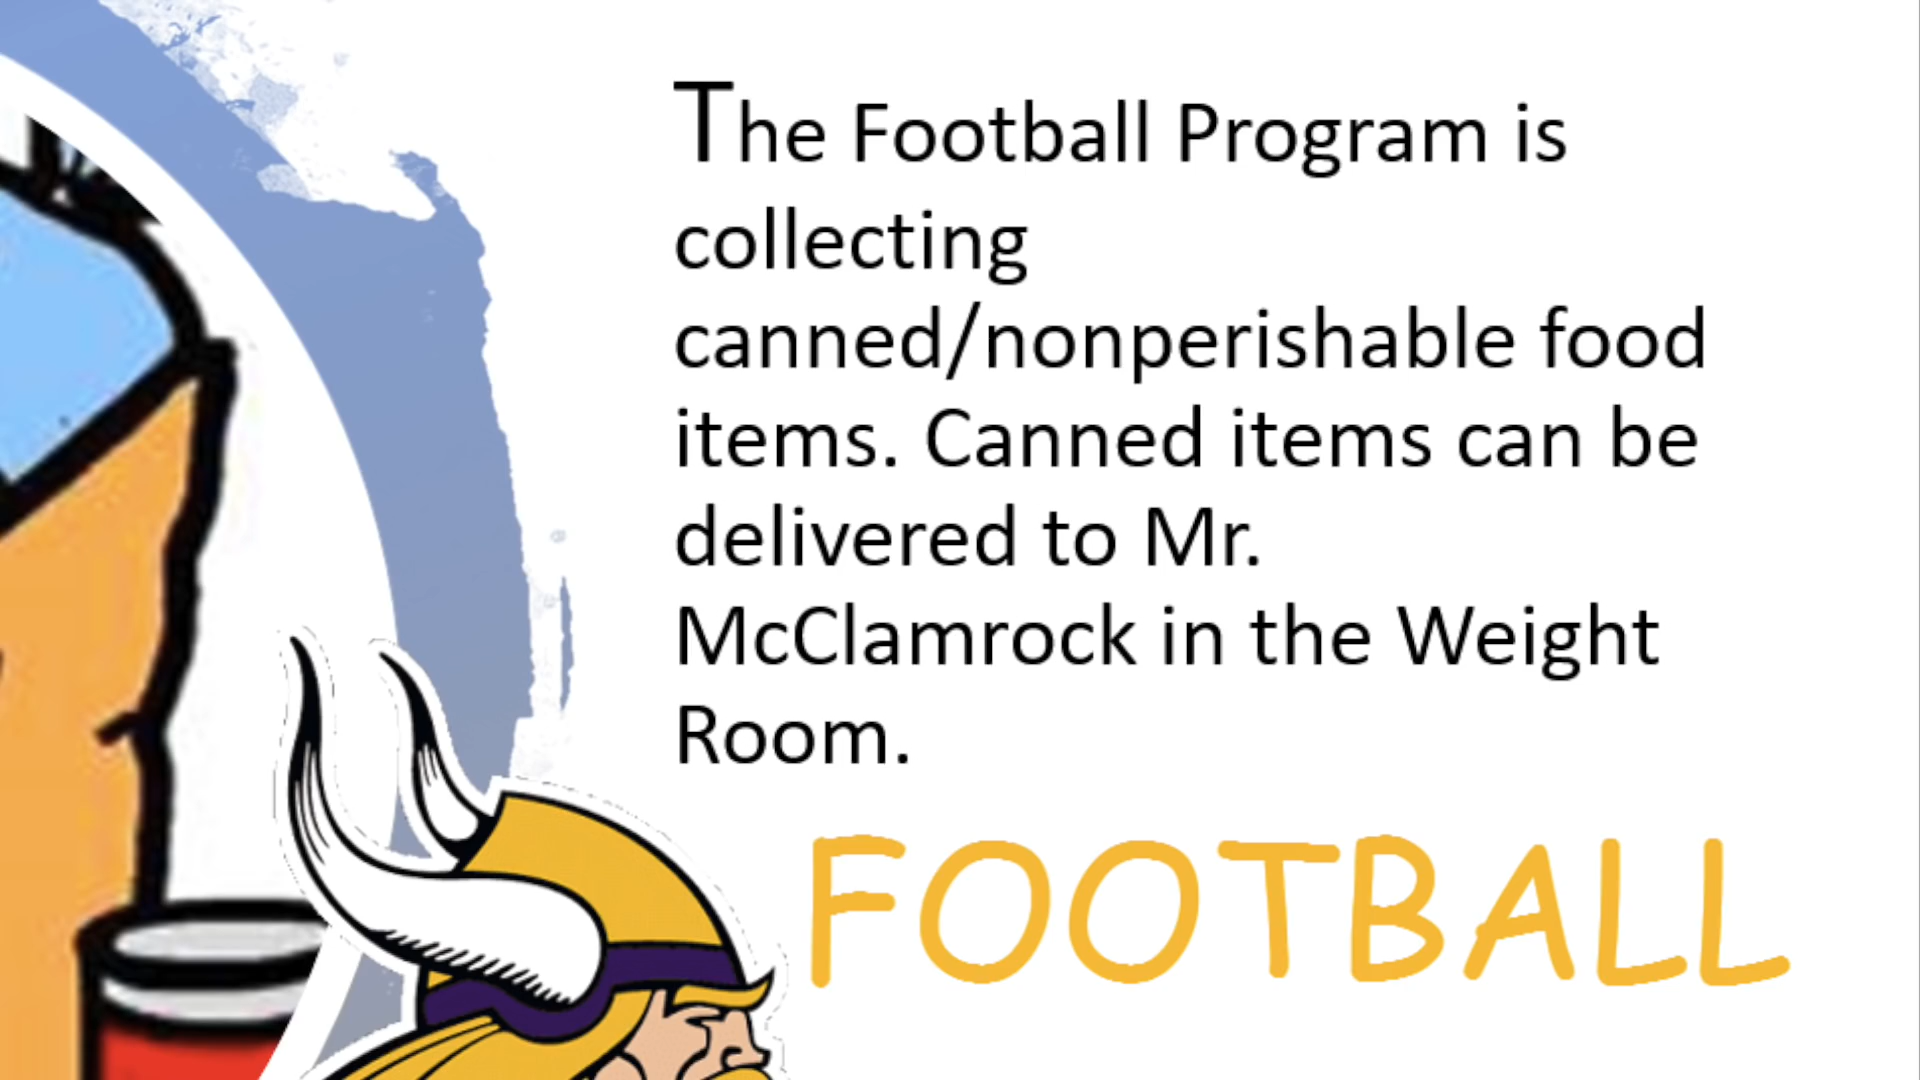 The Football Program is
collecting
canned/nonperishable food
items. Canned items can be
delivered to Mr.
McClamrock in the Weight
Room.
FOOTBALL